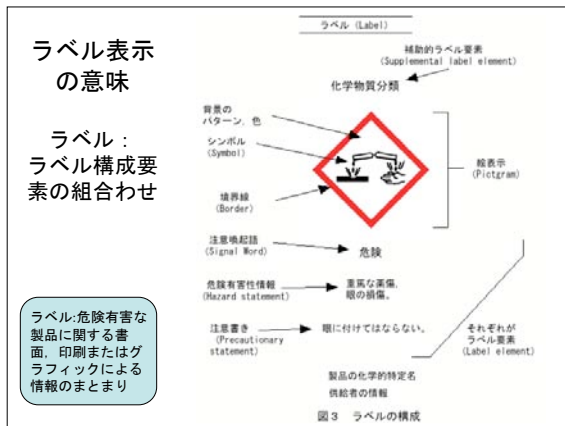 ラベル表示
の意味
ラベル：
ラベル構成要
素の組合わせ
ラベル:危険有害な
製品に関する書
面，印刷またはグ
ラフィックによる
情報のまとまり
ラベル (Label)
補助的ラベル要素
(Supplemental label element)
化学物質分類
背景の
パターン，色
シンボル
(Symbol)
絵表示
(Pictgram)
境界線
(Border)
注意喚起語
(Signal Word)
危険
危険有害性情報
(Hazard statement)
重篤な薬傷，
眼の損傷。
注意書き
(Precautionary
statement)
眼に付けてはならない。
それぞれが
ラベル要素
(Label element)
製品の化学的特定名
供給者の情報
図3 ラベルの構成